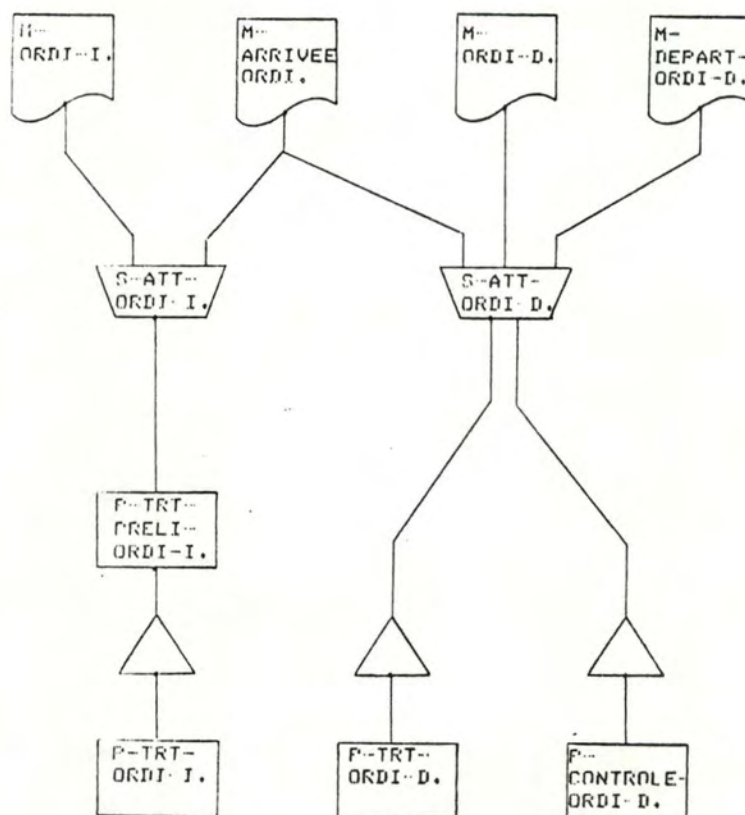 M-
ORDI-I.
M-
ARRIVEE
ORDI.
M-
ORDI-D.
M-
DEPART-
ORDI-D.
S-ATT-
ORDI-I.
S-ATT-
ORDI-D.
P-TRT-
PRELI-
ORDI-I.
P-TRT-
ORDI-I.
P-TRT-
ORDI-D.
P-
CONTROLE-
ORDI-D.